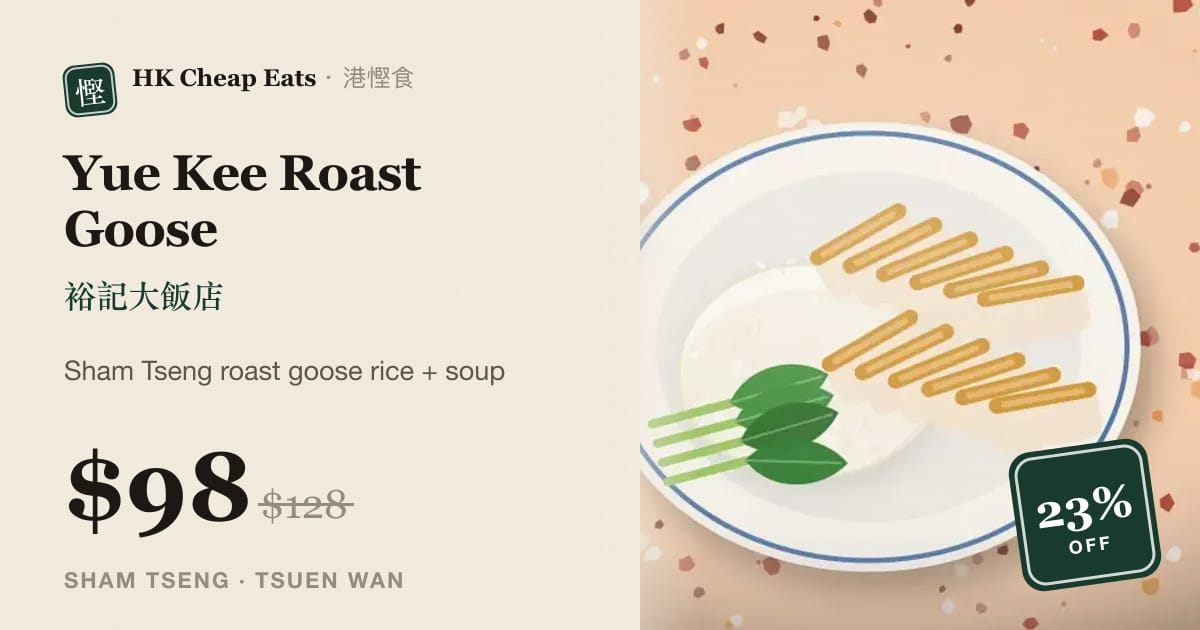 慳
HK Cheap Eats · 港慳食
Yue Kee Roast
Goose
裕記大飯店
Sham Tseng roast goose rice + soup
$98 $128
SHAM TSENG · TSUEN WAN
23%
OFF